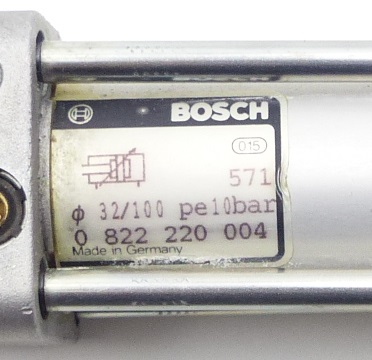 BOSCH
015
571
ϕ 32/100 pe10bar
0 822 220 004
Made in Germany